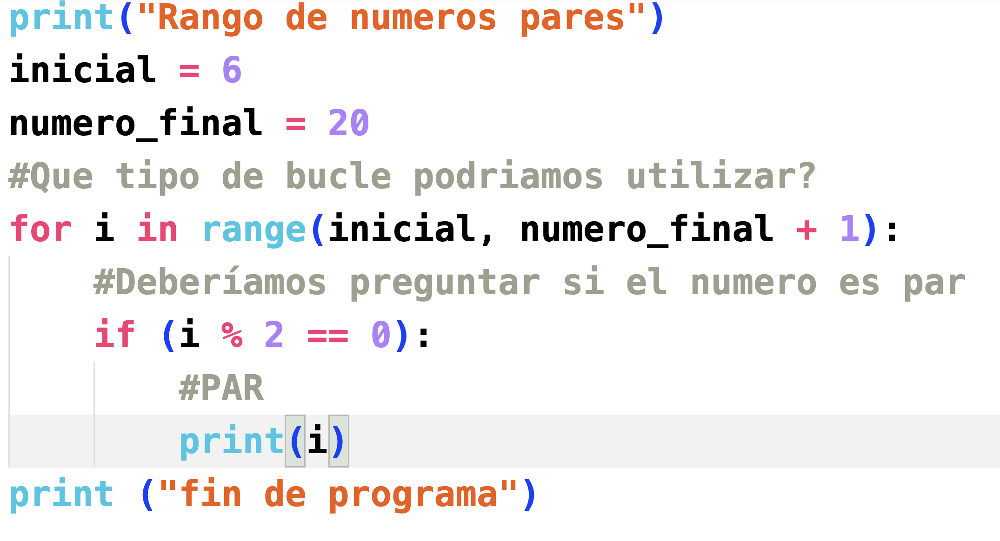 print("Rango de numeros pares")
inicial = 6
numero_final = 20
#Que tipo de bucle podriamos utilizar?
for i in range(inicial, numero_final + 1):
    #Deberíamos preguntar si el numero es par
    if (i % 2 == 0):
        #PAR
        print(i)
print ("fin de programa")